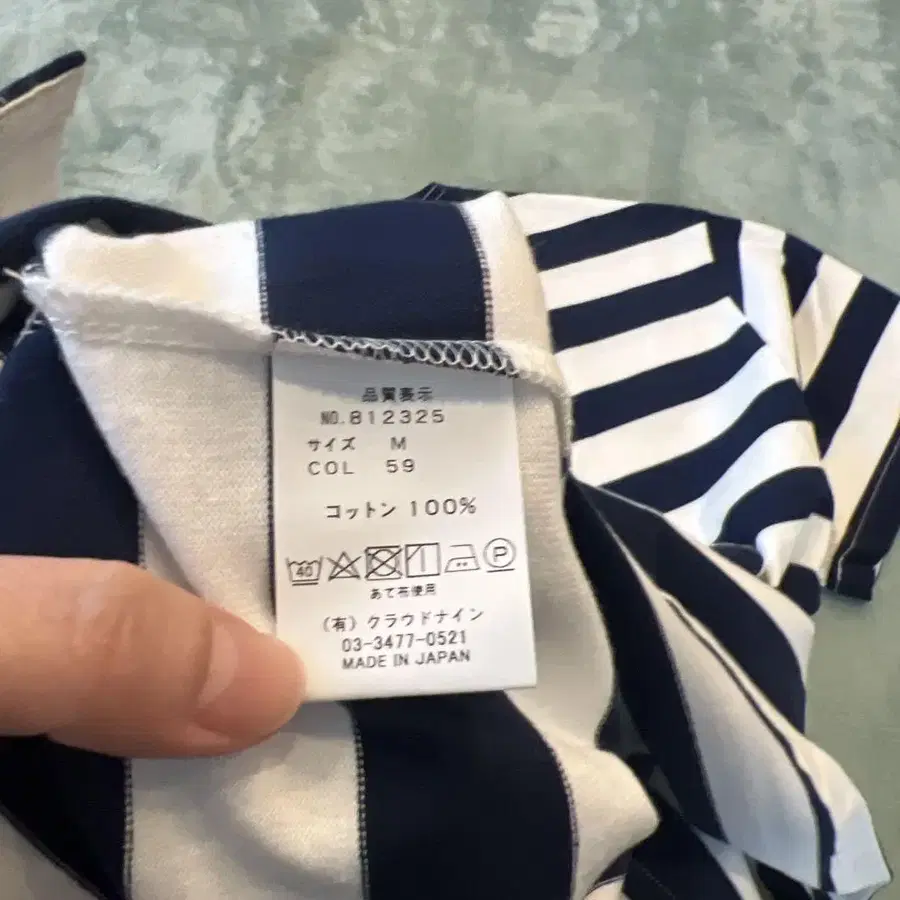 品質表示
NO.812325
サイズ M
COL 59
コットン 100%
40 P
あて布使用
(有) クラウドナイン
03-3477-0521
MADE IN JAPAN